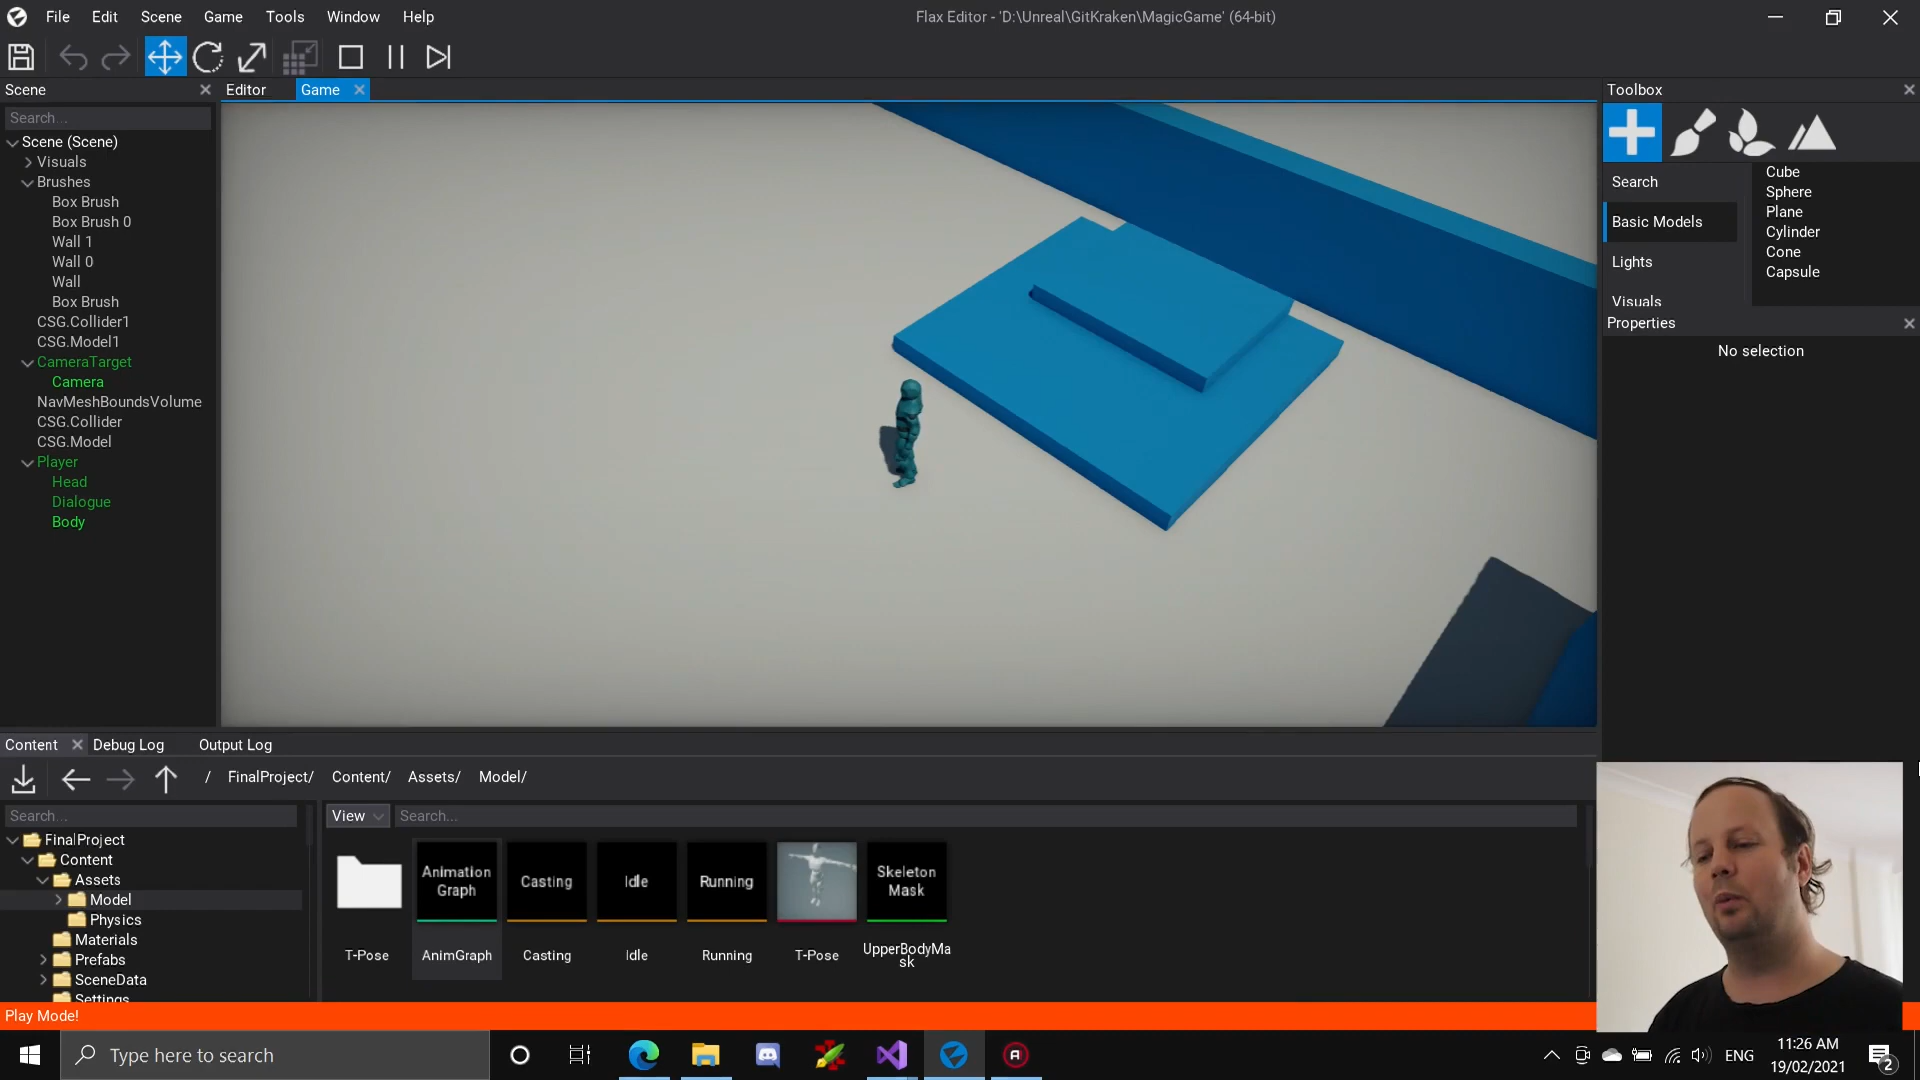 File Edit Scene Game Tools Window Help
Flax Editor - 'D:\Unreal\GitKraken\MagicGame' (64-bit)
Scene
Editor
Game
Toolbox
Search...
Scene (Scene)
Visuals
Brushes
Box Brush
Box Brush 0
Wall 1
Wall 0
Wall
Box Brush
CSG.Collider1
CSG.Model1
CameraTarget
Camera
NavMeshBoundsVolume
CSG.Collider
CSG.Model
Player
Head
Dialogue
Body
Search
Basic Models
Lights
Visuals
Cube
Sphere
Plane
Cylinder
Cone
Capsule
Properties
No selection
Content
Debug Log
Output Log
/ FinalProject/ Content/ Assets/ Model/
Search...
View
Search...
FinalProject
Content
Assets
Model
Physics
Materials
Prefabs
SceneData
Settings
Animation
Graph
Casting
Idle
Running
Skeleton
Mask
T-Pose
AnimGraph
Casting
Idle
Running
T-Pose
UpperBodyMa
sk
Play Mode!
Type here to search
A
ENG
11:26 AM
19/02/2021
2